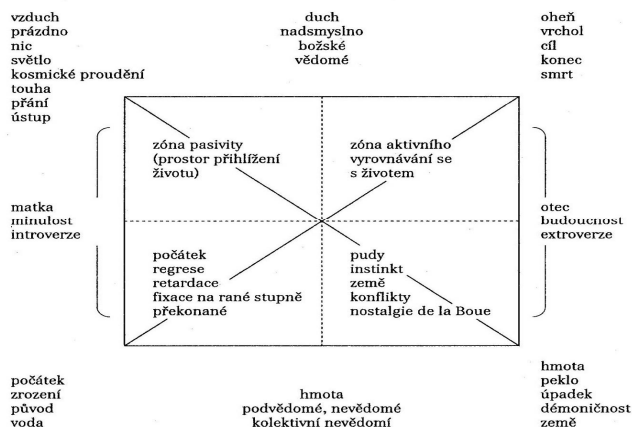 vzduch
prázdno
nic
světlo
kosmické proudění
touha
přání
ústup
duch
nadsmyslno
božské
vědomé
oheň
vrchol
cíl
konec
smrt
zóna pasivity
(prostor přihlížení
životu)
zóna aktivního
vyrovnávání se
s životem
matka
minulost
introverze
otec
budoucnost
extroverze
počátek
regrese
retardace
fixace na rané stupně
překonané
pudy
instinkt
země
konflikty
nostalgie de la Boue
počátek
zrození
původ
voda
hmota
podvědomé, nevědomé
kolektivní nevědomí
hmota
peklo
úpadek
démoničnost
země